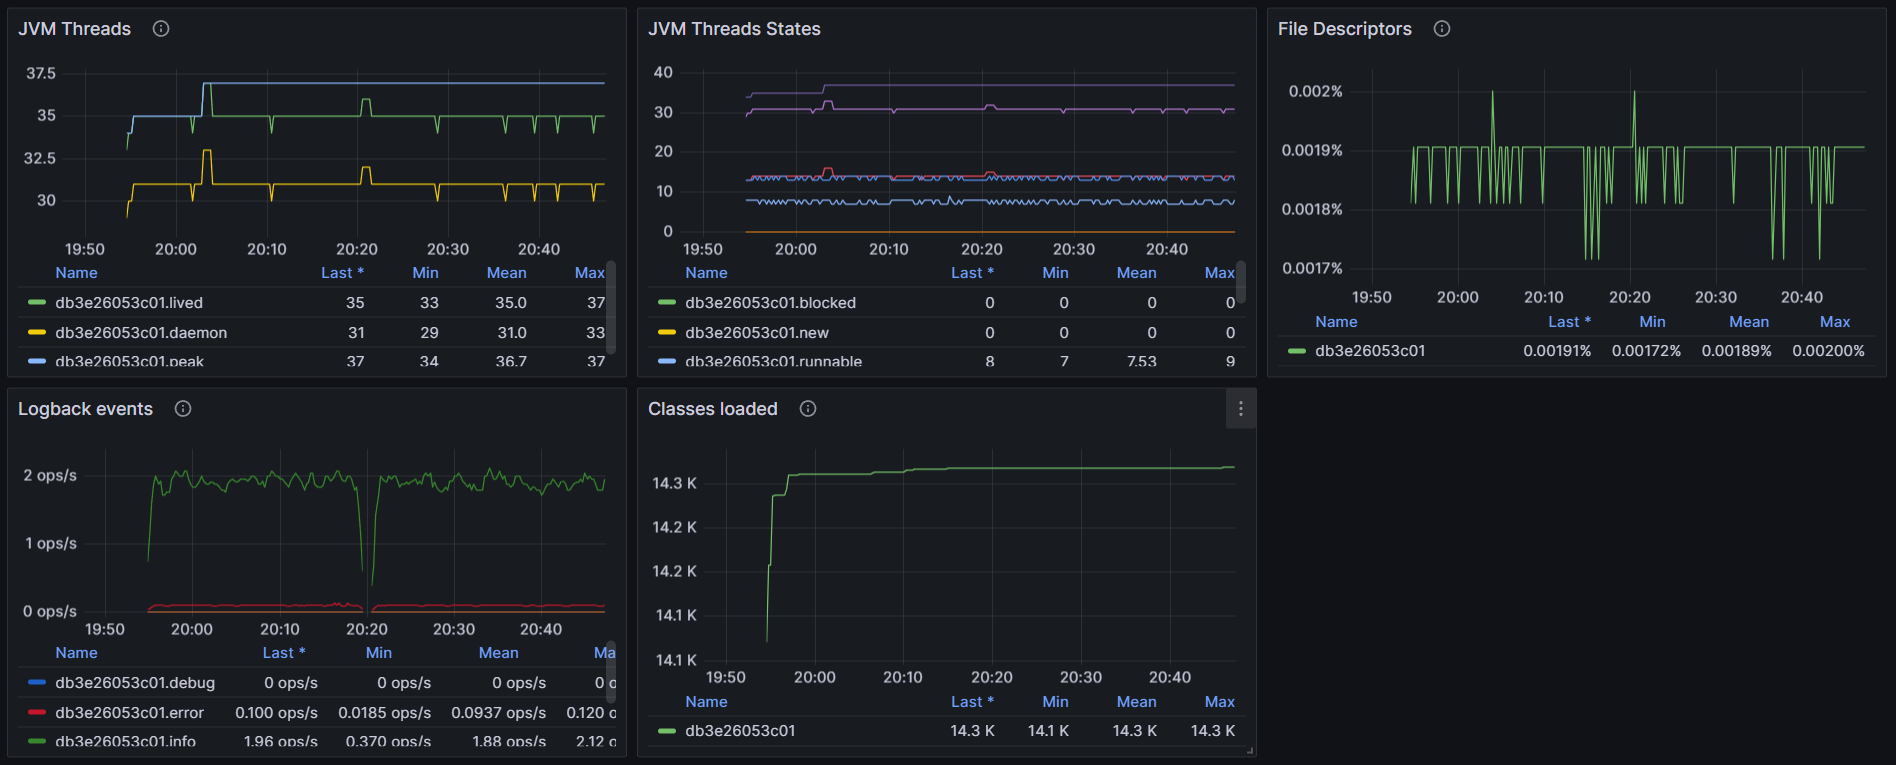 JVM Threads
37.5
35
32.5
30
19:50 20:00 20:10 20:20 20:30 20:40
Name Last * Min Mean Max
db3e26053c01.lived 35 33 35.0 37
db3e26053c01.daemon 31 29 31.0 33
db3e26053c01.peak 37 34 36.7 37
JVM Threads States
40
30
20
10
0
19:50 20:00 20:10 20:20 20:30 20:40
Name Last * Min Mean Max
db3e26053c01.blocked 0 0 0 0
db3e26053c01.new 0 0 0 0
db3e26053c01.runnable 8 7 7.53 9
File Descriptors
0.002%
0.0019%
0.0018%
0.0017%
19:50 20:00 20:10 20:20 20:30 20:40
Name Last * Min Mean Max
db3e26053c01 0.00191% 0.00172% 0.00189% 0.00200%
Logback events
2 ops/s
1 ops/s
0 ops/s
19:50 20:00 20:10 20:20 20:30 20:40
Name Last * Min Mean Ma
db3e26053c01.debug 0 ops/s 0 ops/s 0 ops/s 0 o
db3e26053c01.error 0.100 ops/s 0.0185 ops/s 0.0937 ops/s 0.120 o
db3e26053c01.info 1.96 ops/s 0.370 ops/s 1.88 ops/s 2.12 o
Classes loaded
14.3 K
14.2 K
14.2 K
14.1 K
14.1 K
19:50 20:00 20:10 20:20 20:30 20:40
Name Last * Min Mean Max
db3e26053c01 14.3 K 14.1 K 14.3 K 14.3 K